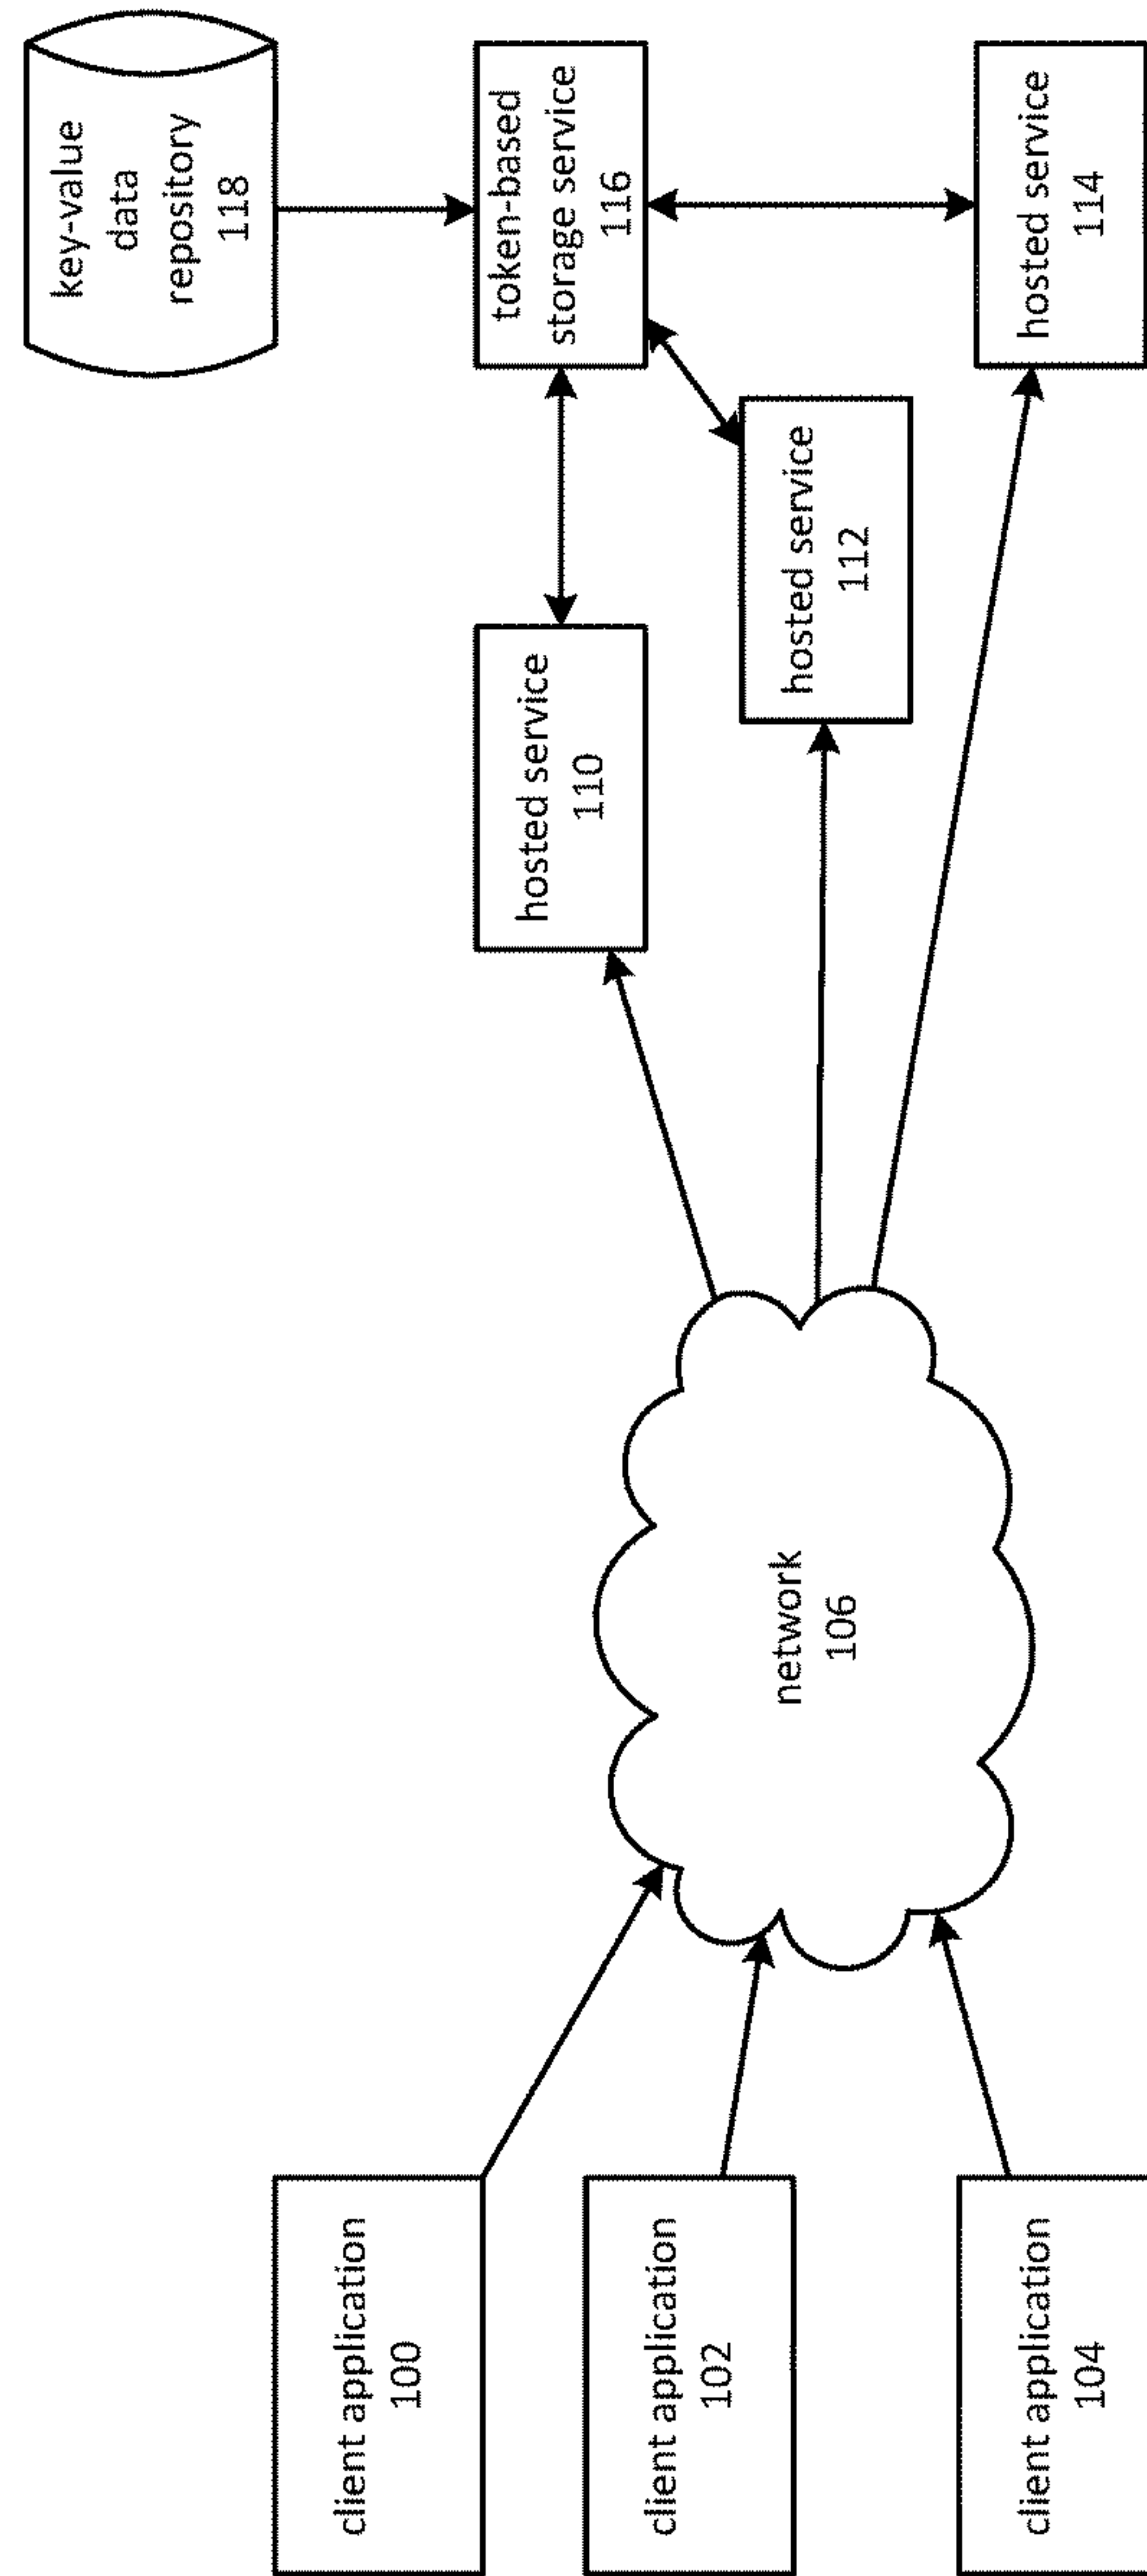 client application
100
client application
102
client application
104
network
106
hosted service
110
hosted service
112
hosted service
114
token-based
storage service
116
key-value
data
repository
118